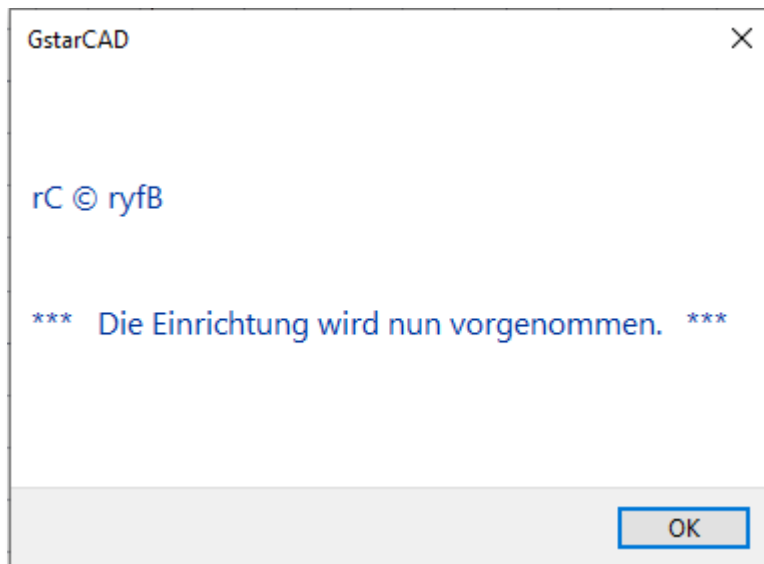 GstarCAD
rC © ryfB
*** Die Einrichtung wird nun vorgenommen. ***
OK